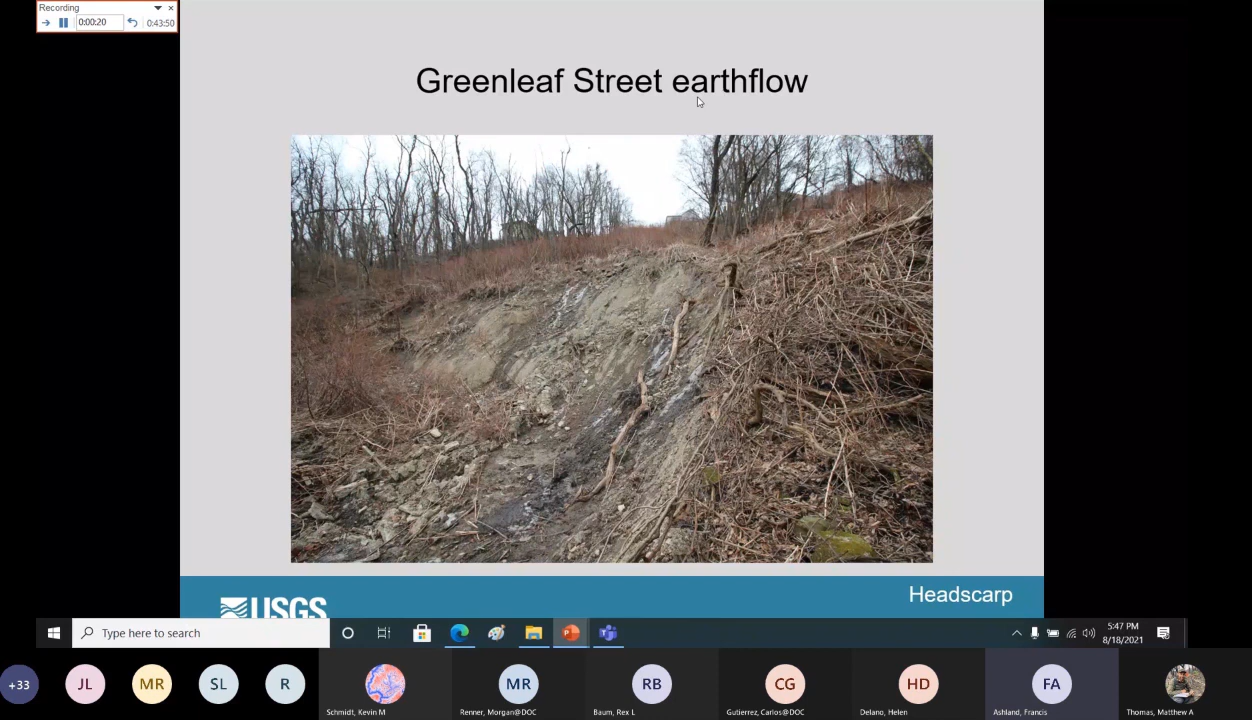 Recording
0:00:20
0:43:50
Greenleaf Street earthflow
Headscarp
USGS
Type here to search
5:47 PM
8/18/2021
+33
JL
MR
SL
R
MR
RB
CG
HD
FA
Schmidt, Kevin M
Renner, Morgan@DOC
Baum, Rex L
Gutierrez, Carlos@DOC
Delano, Helen
Ashland, Francis
Thomas, Matthew A